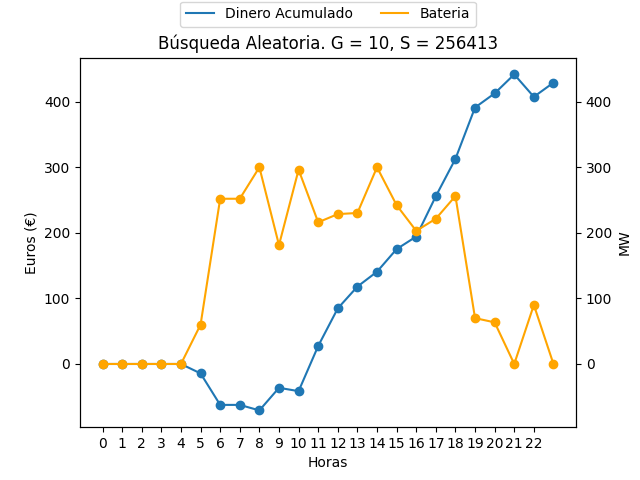 Dinero Acumulado Bateria
Búsqueda Aleatoria. G = 10, S = 256413
400 400
300 300
200 200
100 100
0 0
Euros (€)
MW
0 1 2 3 4 5 6 7 8 9 10 11 12 13 14 15 16 17 18 19 20 21 22
Horas